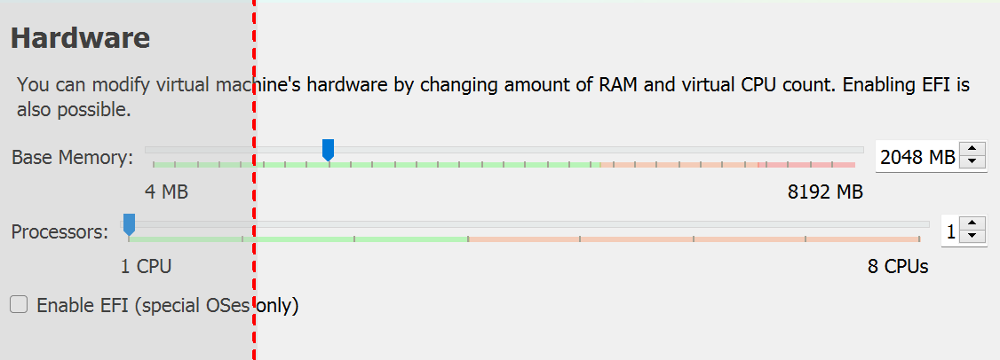 Hardware
You can modify virtual machine's hardware by changing amount of RAM and virtual CPU count. Enabling EFI is
also possible.
Base Memory: 2048 MB
4 MB 8192 MB
Processors: 1
1 CPU 8 CPUs
Enable EFI (special OSes only)